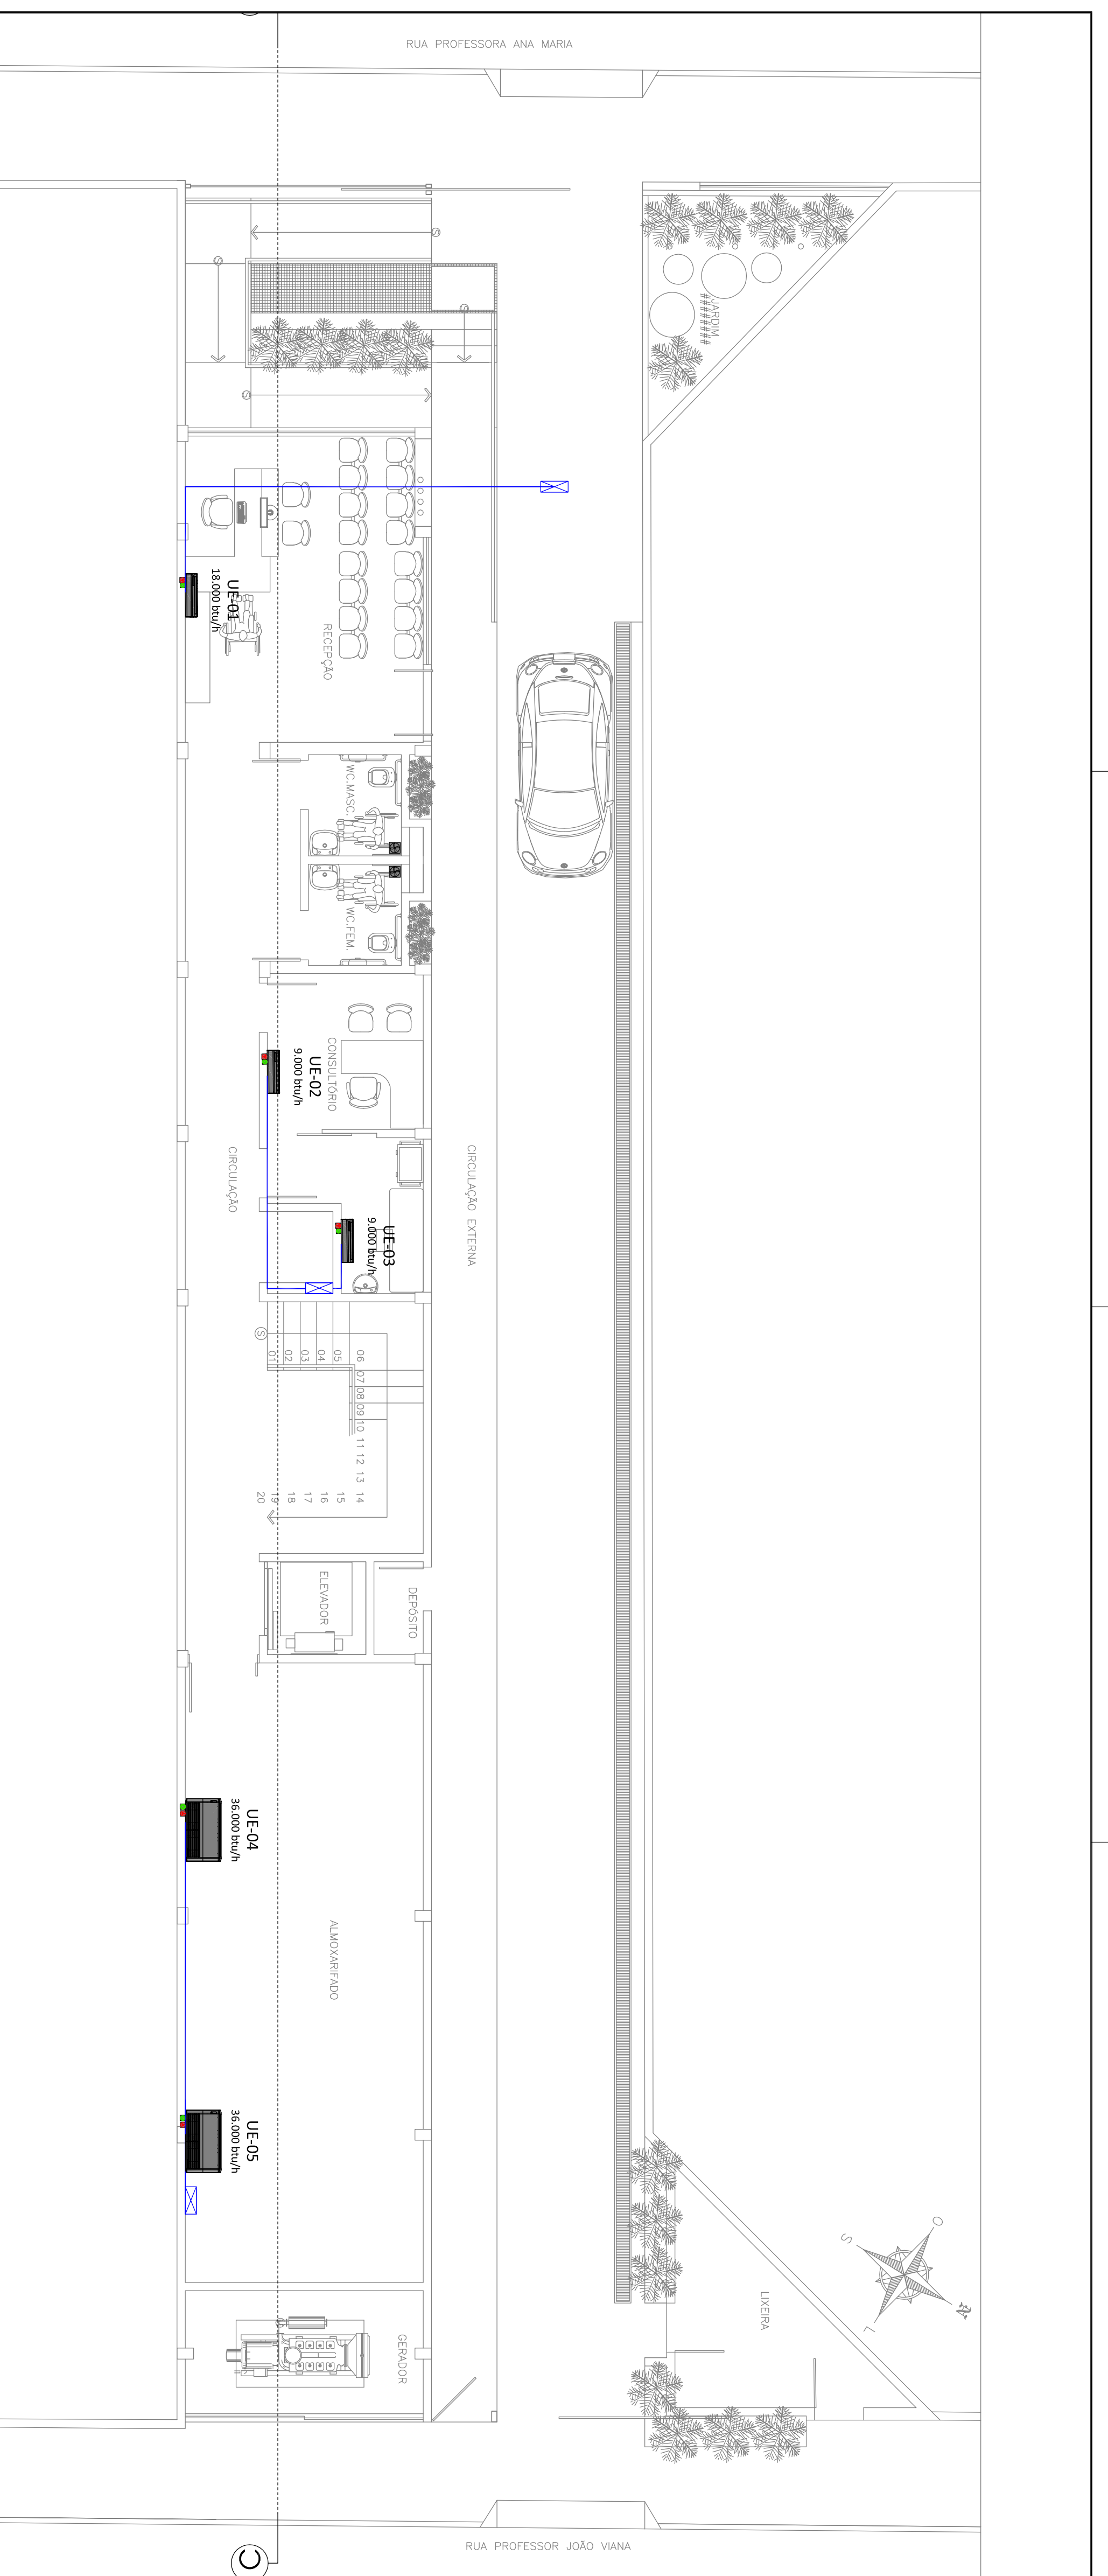 RUA PROFESSORA ANA MARIA
S
S
S
S
JARDIM
UE-01
18.000 btu/h
RECEPÇÃO
WC.MASC.
WC.FEM.
CONSULTÓRIO
UE-02
9.000 btu/h
CIRCULAÇÃO
CIRCULAÇÃO EXTERNA
UE-03
9.000 btu/h
S
01
02
03
04
05
06
07
08
09
10
11
12
13
14
15
16
17
18
19
20
ELEVADOR
DEPÓSITO
UE-04
36.000 btu/h
ALMOXARIFADO
UE-05
36.000 btu/h
O
S
L
LIXEIRA
GERADOR
RUA PROFESSOR JOÃO VIANA
C